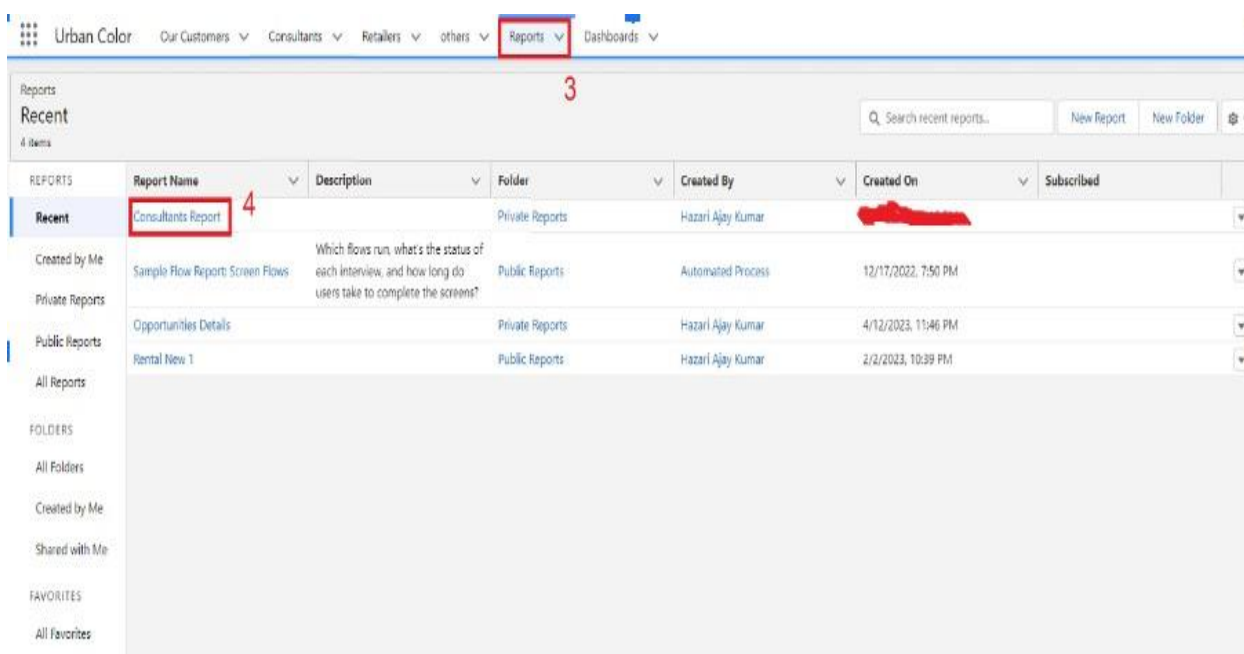 Urban Color Our Customers Consultants Retailers others Reports Dashboards
3
Reports
Recent
4 items
Search recent reports...
New Report
New Folder
REPORTS
Report Name Description Folder Created By Created On Subscribed
Recent
Consultants Report 4 Private Reports Hazari Ajay Kumar
Created by Me
Sample Flow Report: Screen Flows
Which flows run, what's the status of
each interview, and how long do
users take to complete the screens?
Public Reports Automated Process 12/17/2022, 7:50 PM
Private Reports
Opportunities Details Private Reports Hazari Ajay Kumar 4/12/2023, 11:46 PM
Public Reports
Rental New 1 Public Reports Hazari Ajay Kumar 2/2/2023, 10:39 PM
All Reports
FOLDERS
All Folders
Created by Me
Shared with Me
FAVORITES
All Favorites